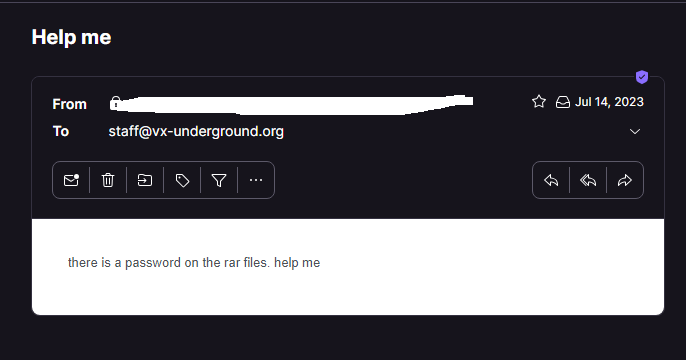 Help me
From
Jul 14, 2023
To staff@vx-underground.org
there is a password on the rar files. help me